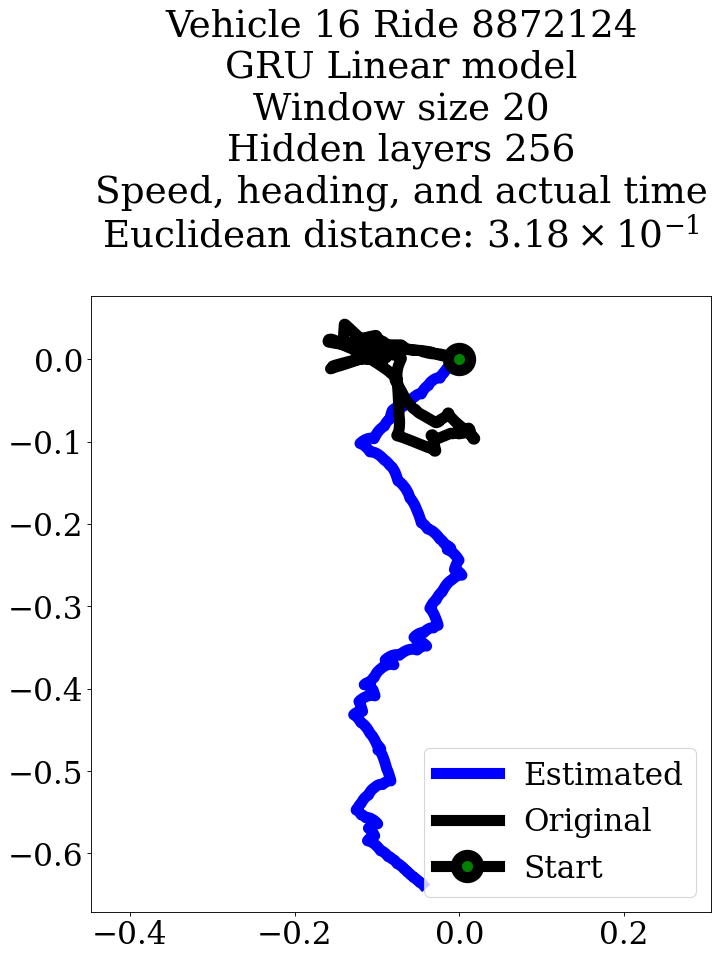 Vehicle 16 Ride 8872124
GRU Linear model
Window size 20
Hidden layers 256
Speed, heading, and actual time
Euclidean distance: 3.18 × 10⁻¹
0.0
−0.1
−0.2
−0.3
−0.4
−0.5
−0.6
Estimated
Original
Start
−0.4 −0.2 0.0 0.2